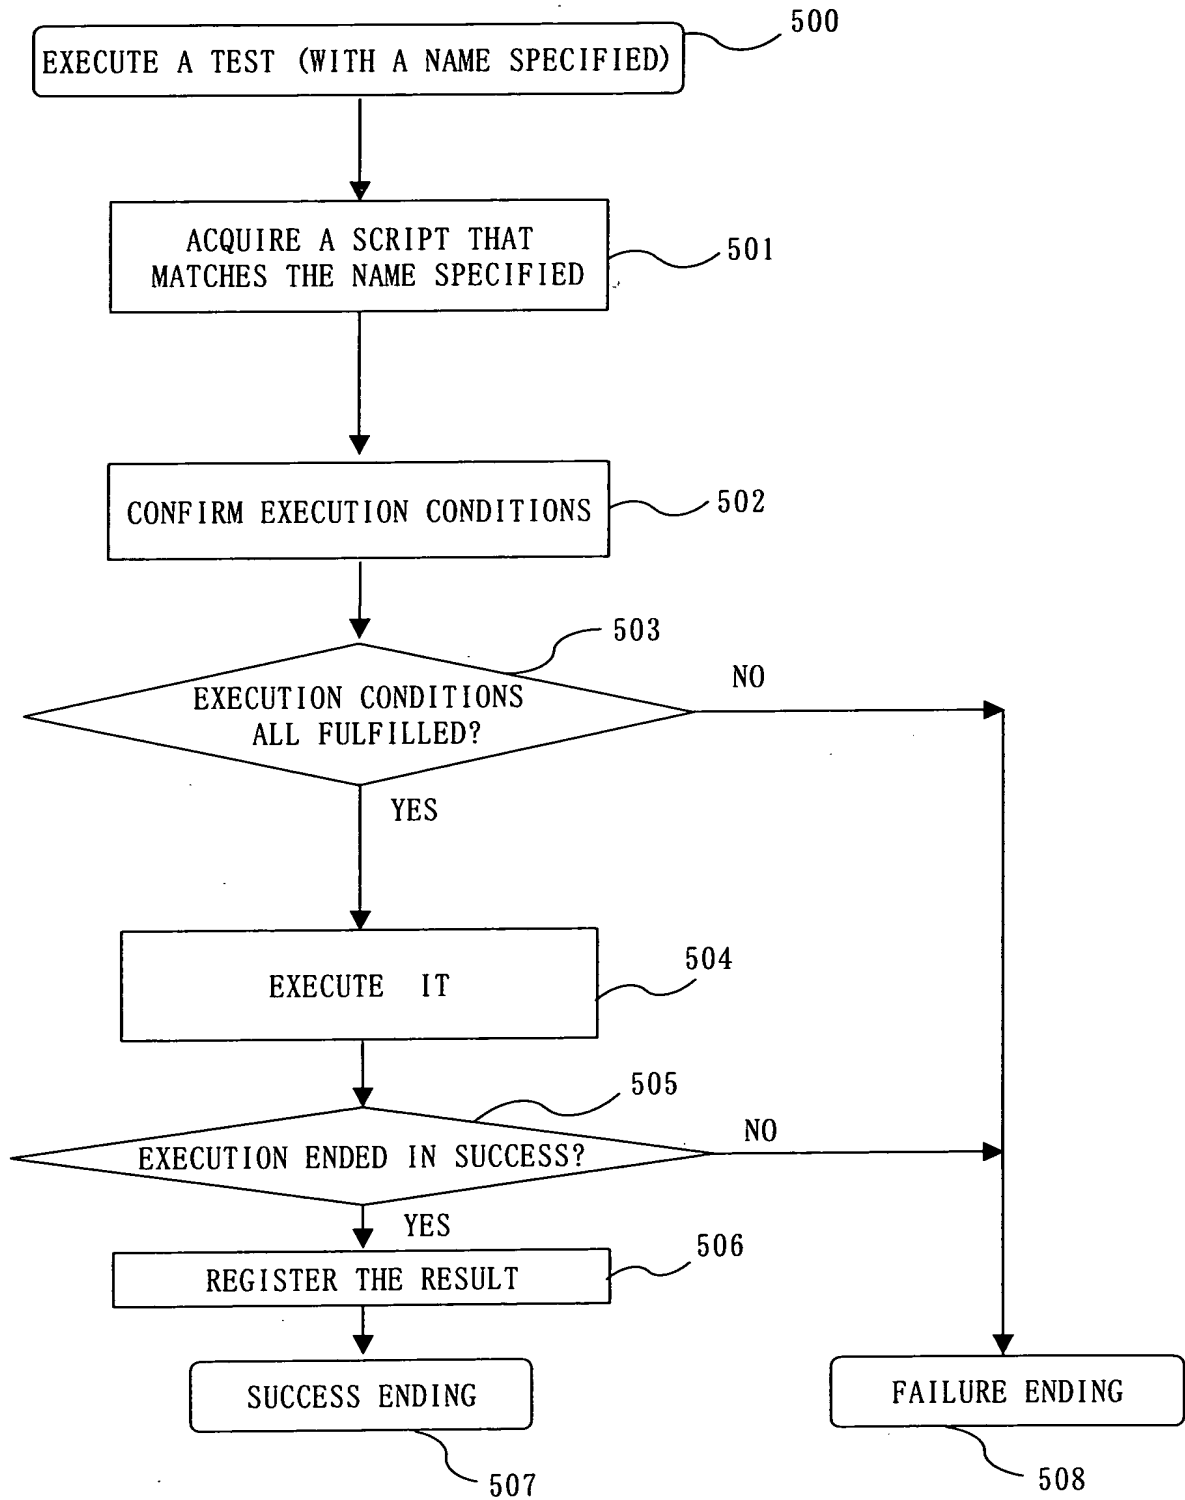 500
EXECUTE A TEST (WITH A NAME SPECIFIED)
ACQUIRE A SCRIPT THAT
MATCHES THE NAME SPECIFIED
501
CONFIRM EXECUTION CONDITIONS
502
503
EXECUTION CONDITIONS
ALL FULFILLED?
NO
YES
EXECUTE IT
504
505
EXECUTION ENDED IN SUCCESS?
NO
YES
REGISTER THE RESULT
506
SUCCESS ENDING
FAILURE ENDING
507
508